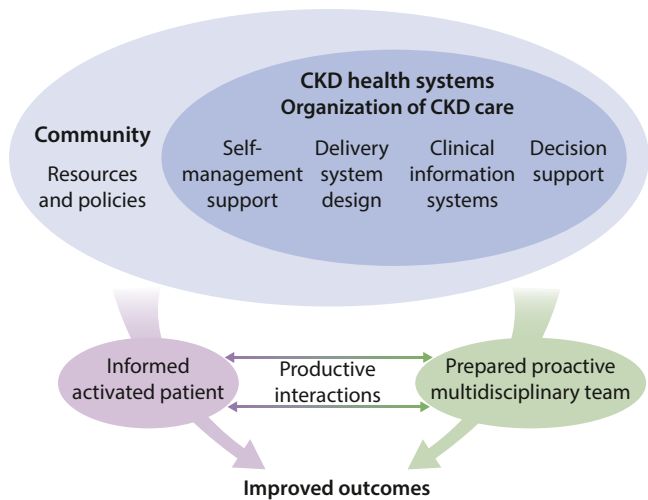 CKD health systems
Organization of CKD care
Community
Resources
and policies
Self-
management
support
Delivery
system
design
Clinical
information
systems
Decision
support
Informed
activated patient
Productive
interactions
Prepared proactive
multidisciplinary team
Improved outcomes